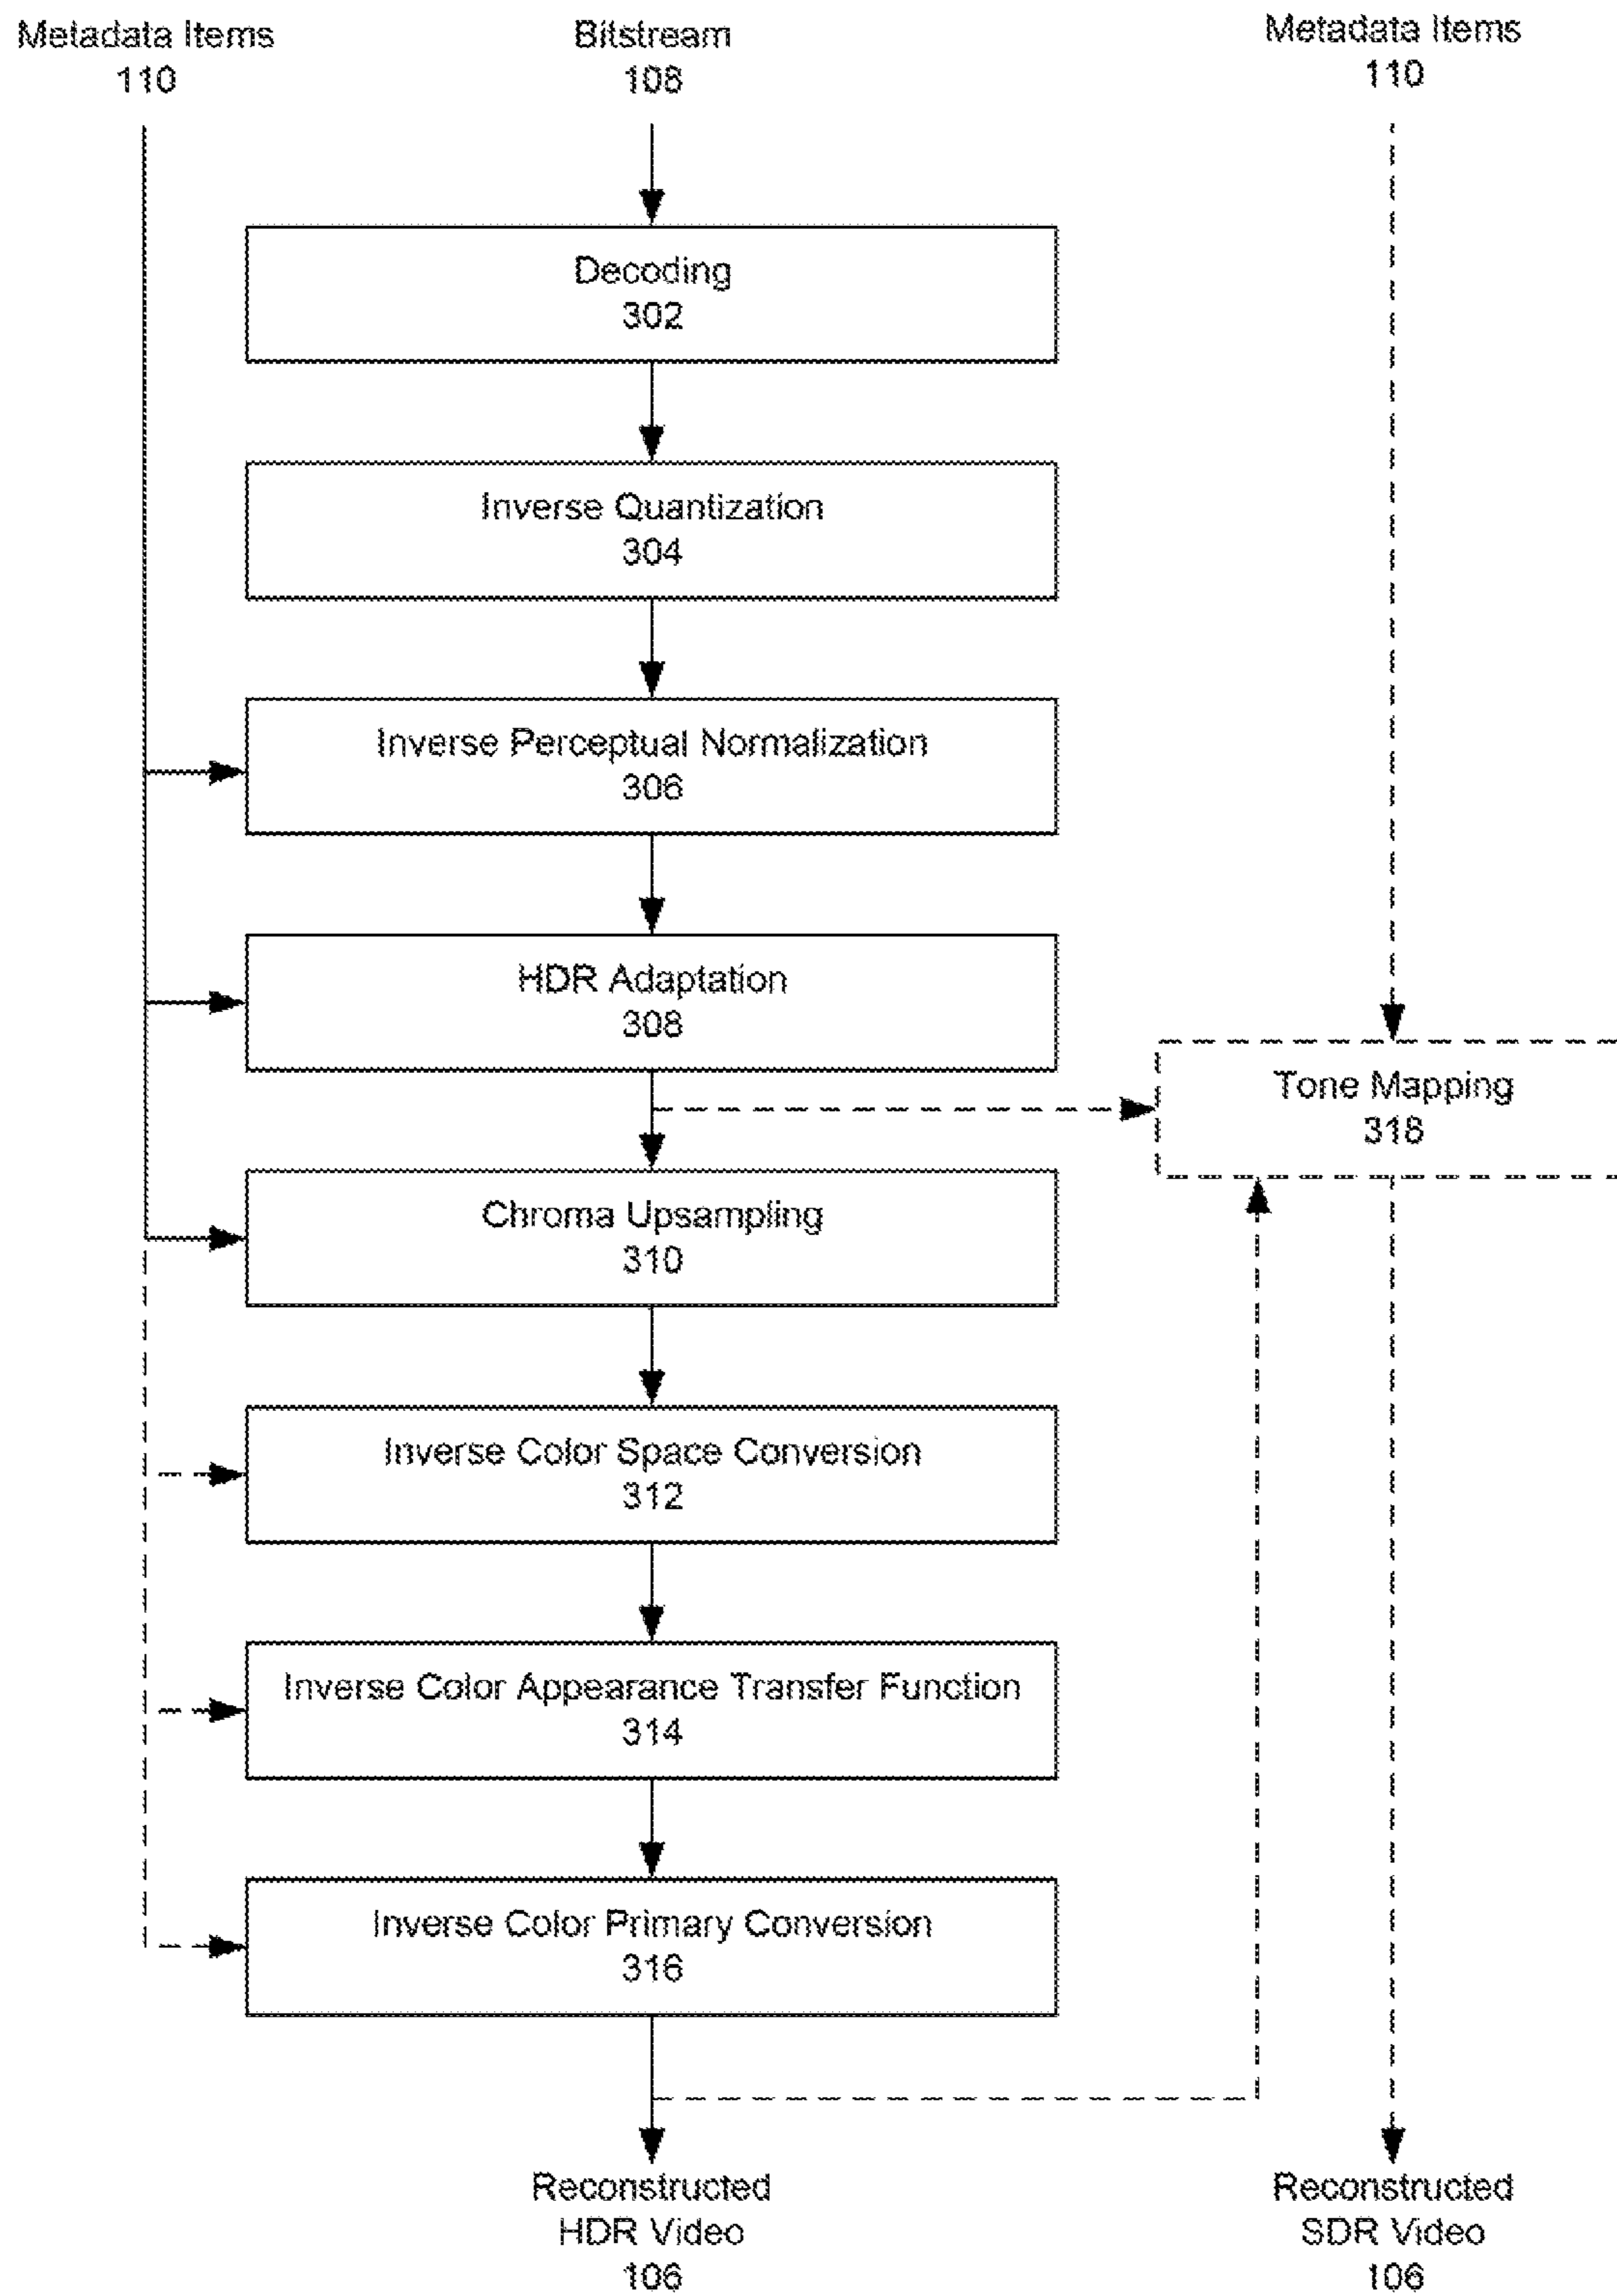 Metadata Items
110
Bitstream
108
Metadata Items
110
Decoding
302
Inverse Quantization
304
Inverse Perceptual Normalization
306
HDR Adaptation
308
Tone Mapping
318
Chroma Upsampling
310
Inverse Color Space Conversion
312
Inverse Color Appearance Transfer Function
314
Inverse Color Primary Conversion
316
Reconstructed
HDR Video
106
Reconstructed
SDR Video
106